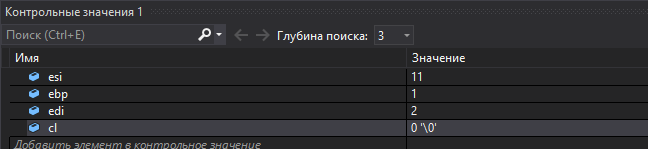 Контрольные значения 1
Поиск (Ctrl+E) Глубина поиска: 3
Имя Значение
esi 11
ebp 1
edi 2
cl 0 '\0'
Добавить элемент в контрольное значение